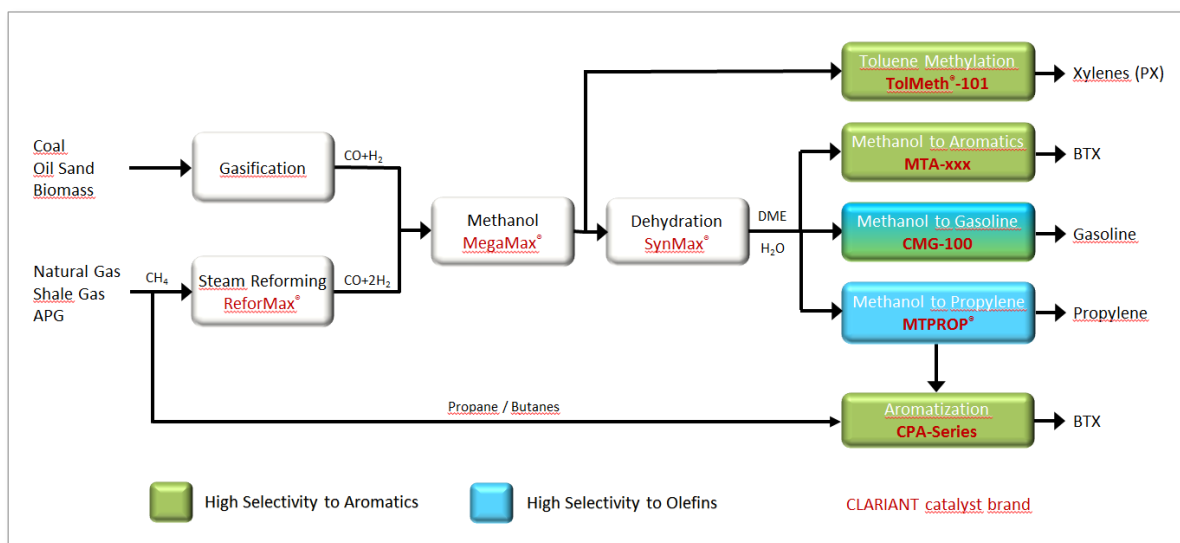 Toluene Methylation
TolMeth®-101
Xylenes (PX)
Coal
Oil Sand
Biomass
Gasification
CO+H₂
Methanol to Aromatics
MTA-xxx
BTX
Methanol
MegaMax®
Dehydration
SynMax®
DME
H₂O
Methanol to Gasoline
CMG-100
Gasoline
Natural Gas
Shale Gas
APG
CH₄
Steam Reforming
ReforMax®
CO+2H₂
Methanol to Propylene
MTPROP®
Propylene
Propane / Butanes
Aromatization
CPA-Series
BTX
High Selectivity to Aromatics
High Selectivity to Olefins
CLARIANT catalyst brand